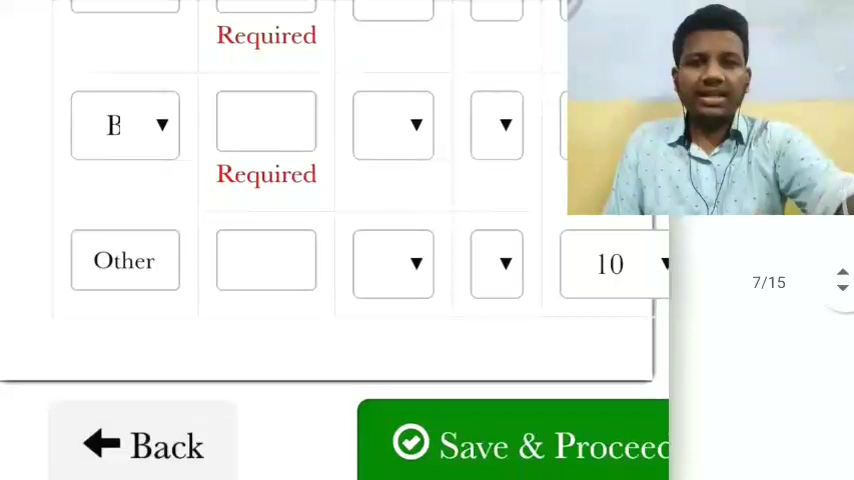 Required
B ▼ ▼ ▼
Required
Other ▼ ▼ 10 ▼
7/15
Back
Save & Proceed